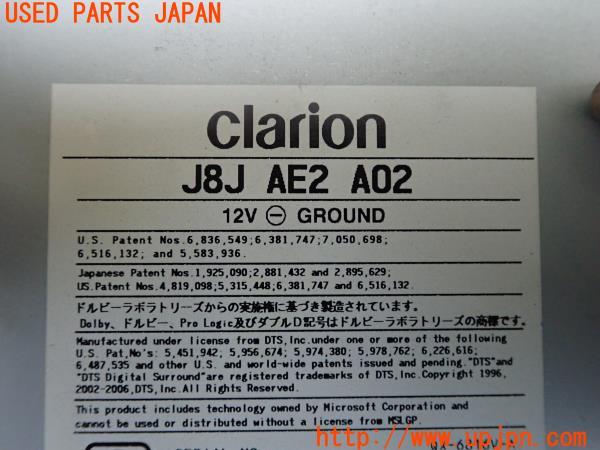 USED PARTS JAPAN
clarion
J8J AE2 A02
12V ⊖ GROUND
U.S. Patent Nos.6,836,549;6,381,747;7,050,698;
6,516,132; and 5,583,936.
Japanese Patent Nos.1,925,090;2,881,432 and 2,895,629;
US.Patent Nos.4,819,098;5,315,448;6,381,747 and 6,516,132.
ドルビーラボラトリーズからの実施権に基づき製造されています。
Dolby、ドルビー、Pro Logic及びダブルD記号はドルビーラボラトリーズの商標です。
Manufactured under license from DTS,Inc.under one or more of the following
U.S. Pat,No's: 5,451,942; 5,956,674; 5,974,380; 5,978,762; 6,226,616;
6,487,535 and other U.S. and world-wide patents issued and pending."DTS"and
"DTS Digital Surround"are registered trademarks of DTS,Inc.Copyright 1996,
2002-2006,DTS,Inc.All Rights Reserved.
This product includes technology owned by Microsoft Corporation and
cannot be used or distributed without a license from MSLGP.
http://www.upjpn.com